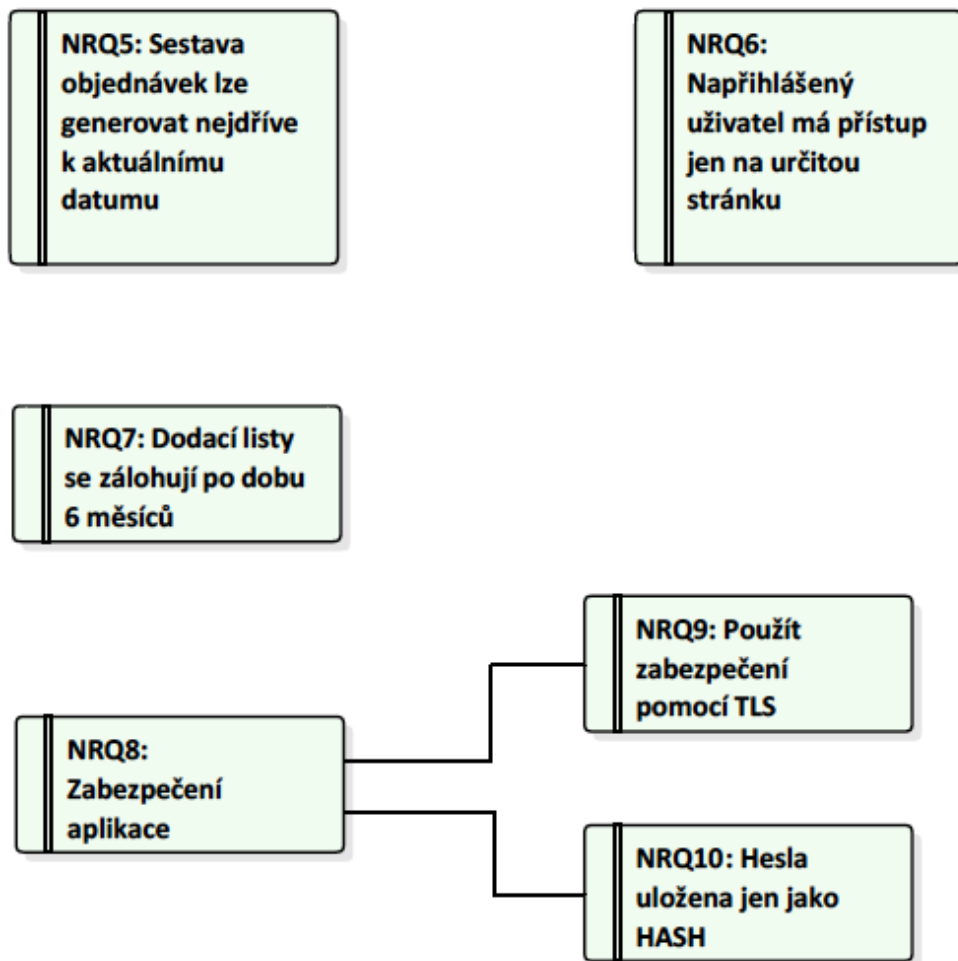 NRQ5: Sestava
objednávek lze
generovat nejdříve
k aktuálnímu
datumu
NRQ6:
Napřihlášený
uživatel má přístup
jen na určitou
stránku
NRQ7: Dodací listy
se zálohují po dobu
6 měsíců
NRQ8:
Zabezpečení
aplikace
NRQ9: Použít
zabezpečení
pomocí TLS
NRQ10: Hesla
uložena jen jako
HASH